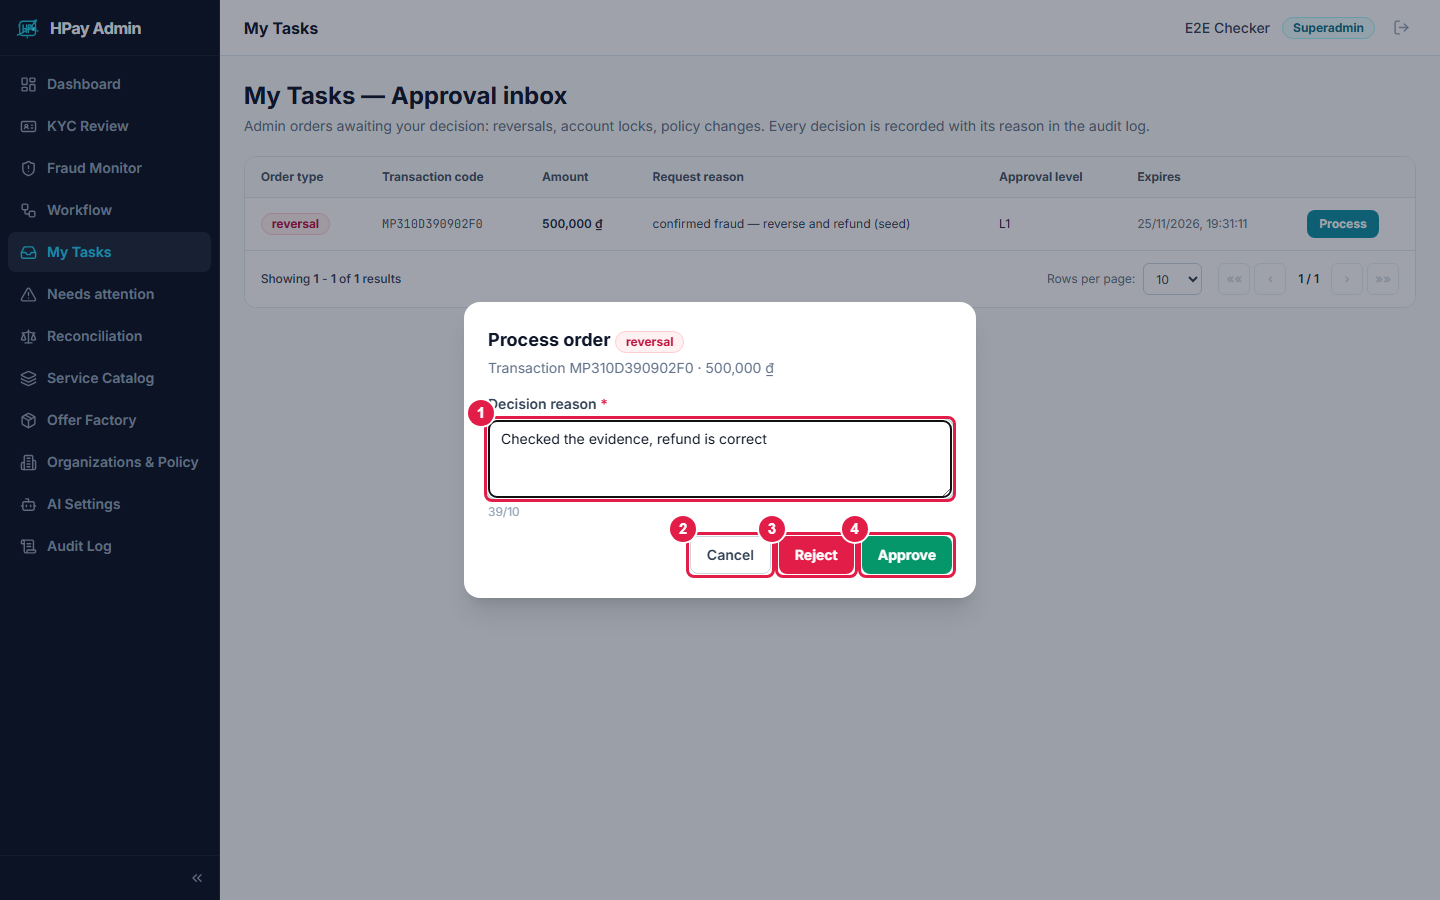 HPay Admin
My Tasks
E2E Checker
Superadmin
Dashboard
KYC Review
Fraud Monitor
Workflow
My Tasks
Needs attention
Reconciliation
Service Catalog
Offer Factory
Organizations & Policy
AI Settings
Audit Log
My Tasks — Approval inbox
Admin orders awaiting your decision: reversals, account locks, policy changes. Every decision is recorded with its reason in the audit log.
Order type Transaction code Amount Request reason Approval level Expires
reversal MP310D390902F0 500,000 ₫ confirmed fraud — reverse and refund (seed) L1 25/11/2026, 19:31:11 Process
Showing 1 - 1 of 1 results Rows per page: 10 «« ‹ 1 / 1 › »»
Process order reversal
Transaction MP310D390902F0 · 500,000 ₫
Decision reason *
1
Checked the evidence, refund is correct
39/10
2 3 4
Cancel Reject Approve